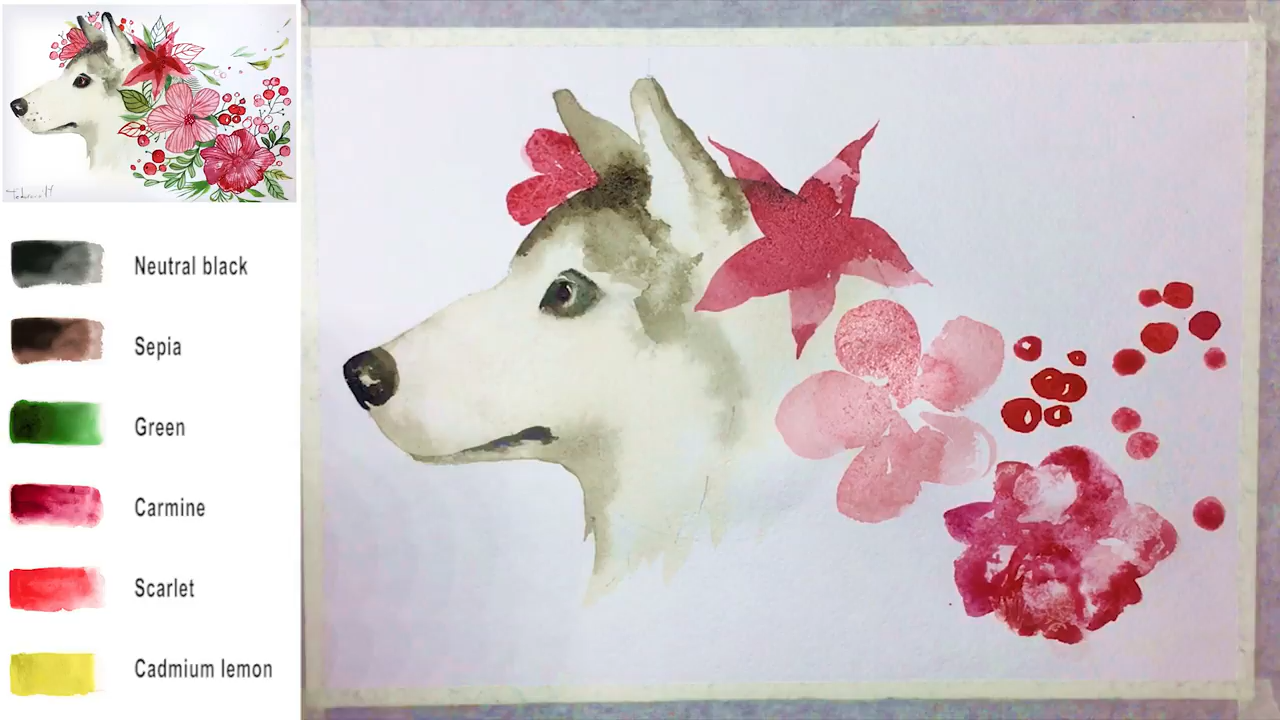 Neutral black
Sepia
Green
Carmine
Scarlet
Cadmium lemon